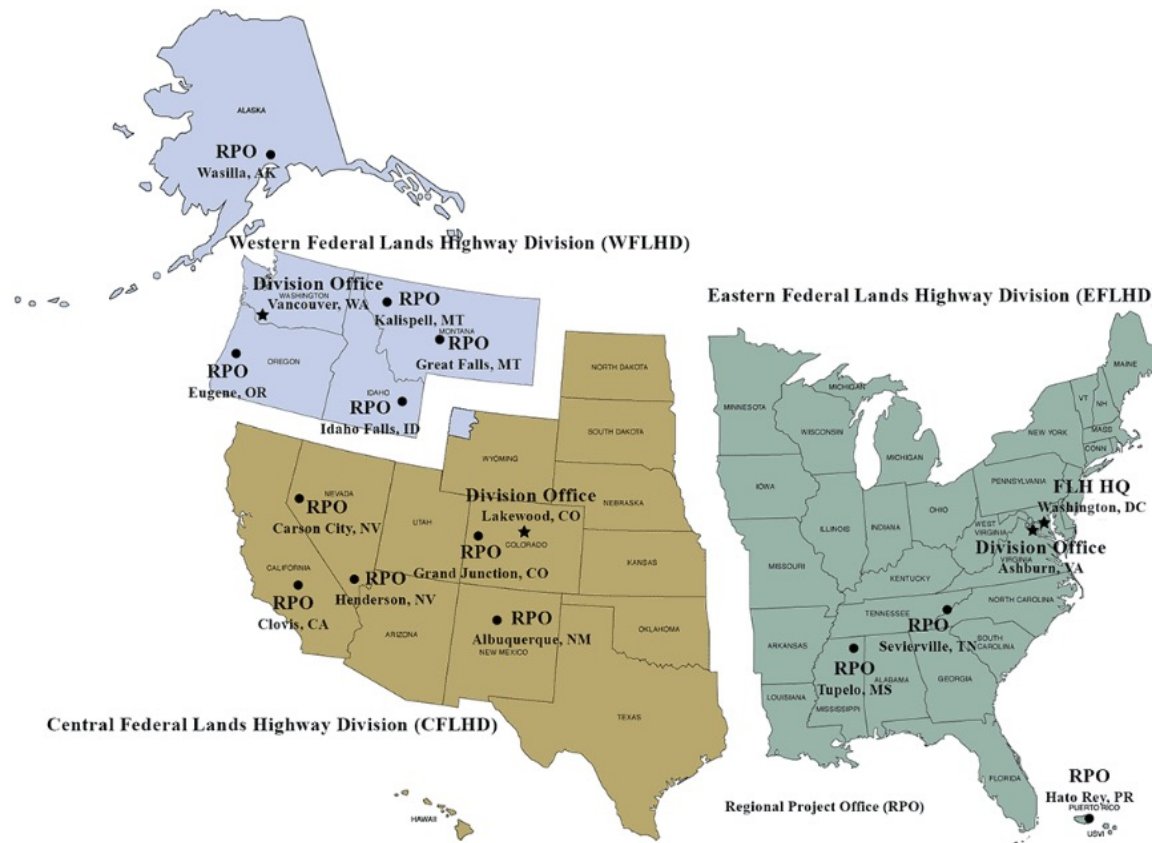 ALASKA
RPO
Wasilla, AK
Western Federal Lands Highway Division (WFLHD)
Division Office
WASHINGTON
Vancouver, WA
RPO
Kalispell, MT
MONTANA
RPO
Great Falls, MT
OREGON
RPO
Eugene, OR
IDAHO
RPO
Idaho Falls, ID
Eastern Federal Lands Highway Division (EFLHD
NORTH DAKOTA
SOUTH DAKOTA
WYOMING
NEBRASKA
NEVADA
RPO
Carson City, NV
UTAH
Division Office
Lakewood, CO
COLORADO
RPO
Grand Junction, CO
KANSAS
CALIFORNIA
RPO
Clovis, CA
RPO
Henderson, NV
ARIZONA
RPO
Albuquerque, NM
NEW MEXICO
OKLAHOMA
TEXAS
Central Federal Lands Highway Division (CFLHD)
HAWAII
MAINE
VT
NH
MASS
CONN
NEW YORK
MICHIGAN
MINNESOTA
WISCONSIN
MICHIGAN
IOWA
PENNSYLVANIA
FLH HQ
Washington, DC
ILLINOIS
INDIANA
OHIO
WEST
VIRGINIA
VIRGINIA
Division Office
Ashburn, VA
MISSOURI
KENTUCKY
NORTH CAROLINA
TENNESSEE
RPO
Sevierville, TN
SOUTH
CAROLINA
ARKANSAS
RPO
Tupelo, MS
ALABAMA
GEORGIA
LOUISIANA
MISSISSIPPI
FLORIDA
RPO
Hato Rey, PR
PUERTO RICO
USVI
Regional Project Office (RPO)